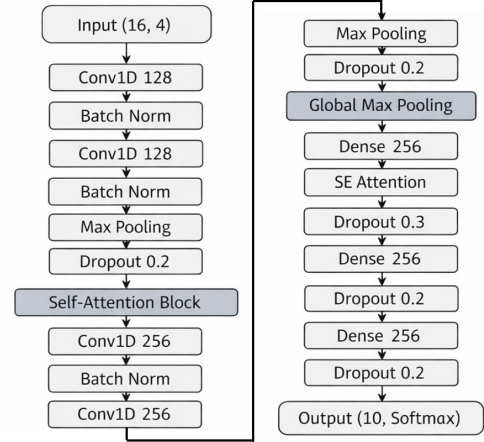 Input (16, 4)
Conv1D 128
Batch Norm
Conv1D 128
Batch Norm
Max Pooling
Dropout 0.2
Self-Attention Block
Conv1D 256
Batch Norm
Conv1D 256
Max Pooling
Dropout 0.2
Global Max Pooling
Dense 256
SE Attention
Dropout 0.3
Dense 256
Dropout 0.2
Dense 256
Dropout 0.2
Output (10, Softmax)